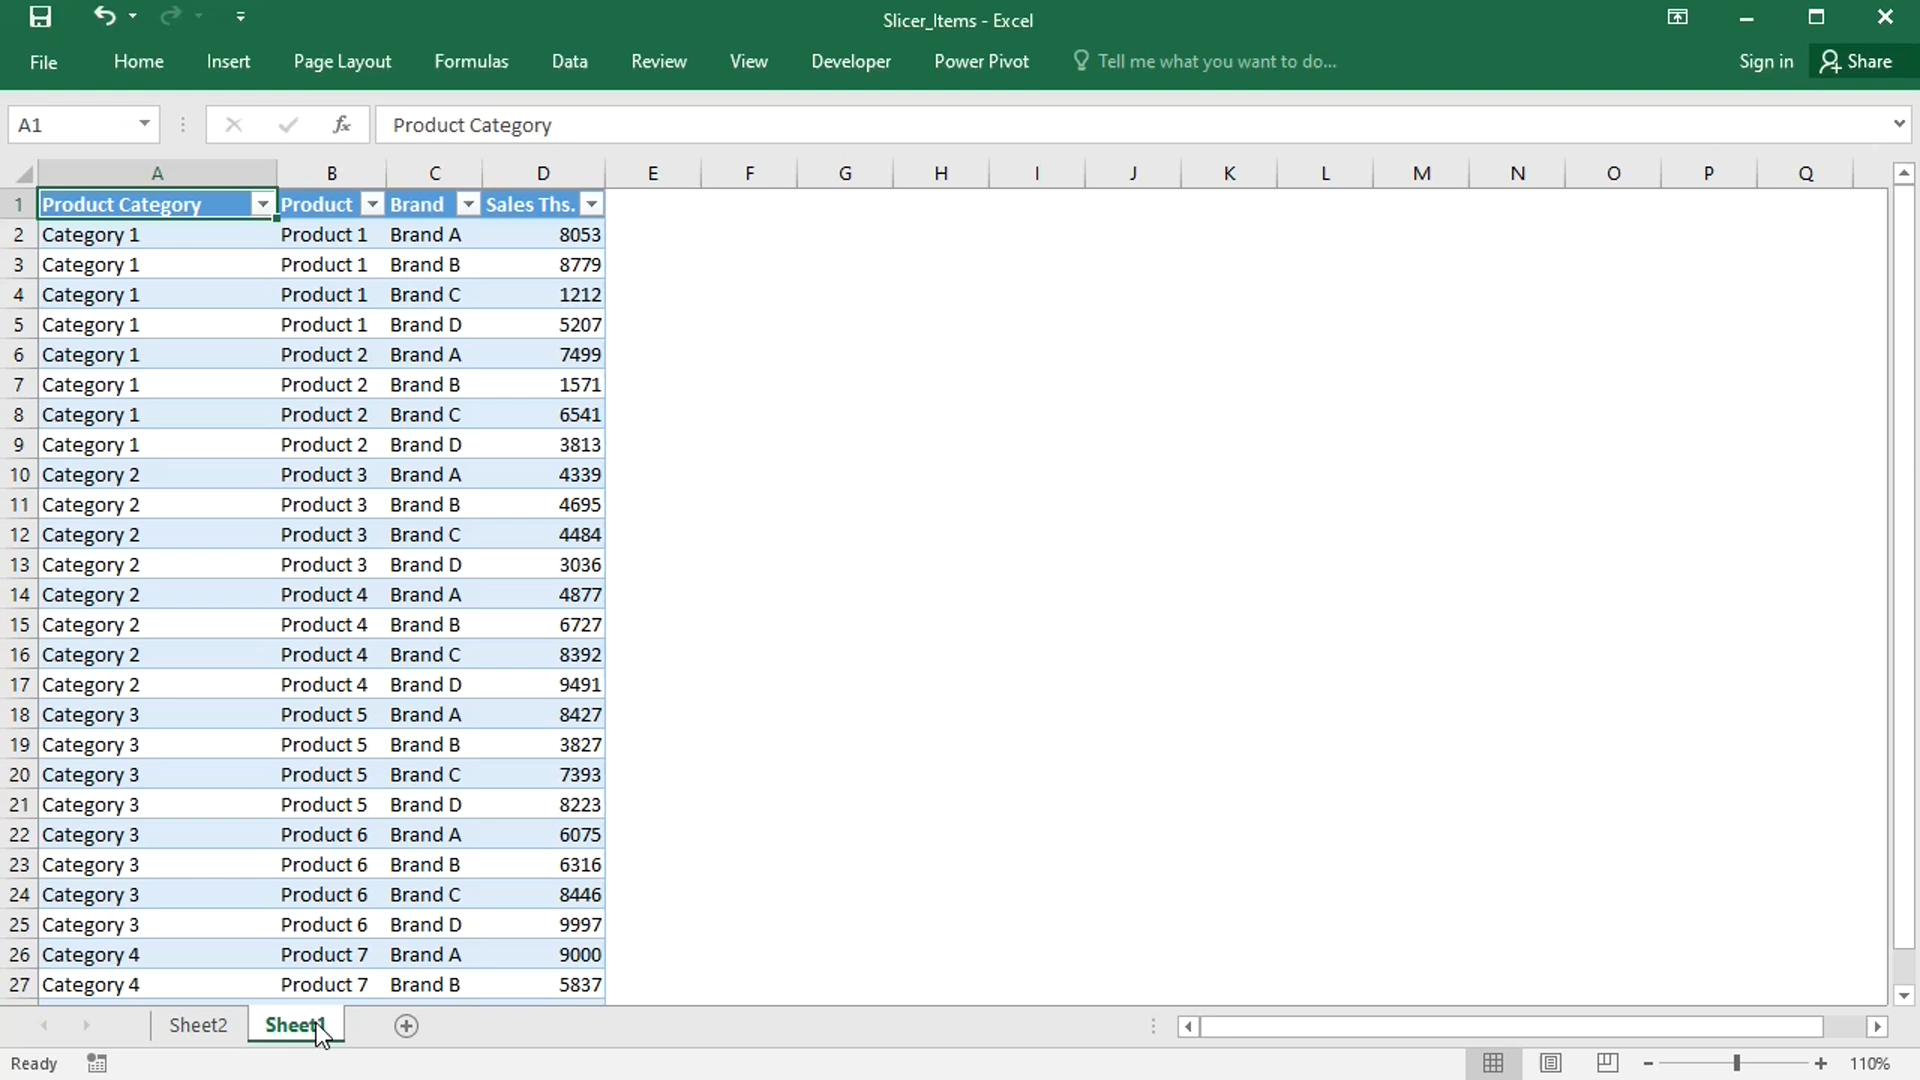 Slicer_Items - Excel
File Home Insert Page Layout Formulas Data Review View Developer Power Pivot Tell me what you want to do... Sign in Share
A1 fx Product Category
A B C D E F G H I J K L M N O P Q
1 Product Category Product Brand Sales Ths.
2 Category 1 Product 1 Brand A 8053
3 Category 1 Product 1 Brand B 8779
4 Category 1 Product 1 Brand C 1212
5 Category 1 Product 1 Brand D 5207
6 Category 1 Product 2 Brand A 7499
7 Category 1 Product 2 Brand B 1571
8 Category 1 Product 2 Brand C 6541
9 Category 1 Product 2 Brand D 3813
10 Category 2 Product 3 Brand A 4339
11 Category 2 Product 3 Brand B 4695
12 Category 2 Product 3 Brand C 4484
13 Category 2 Product 3 Brand D 3036
14 Category 2 Product 4 Brand A 4877
15 Category 2 Product 4 Brand B 6727
16 Category 2 Product 4 Brand C 8392
17 Category 2 Product 4 Brand D 9491
18 Category 3 Product 5 Brand A 8427
19 Category 3 Product 5 Brand B 3827
20 Category 3 Product 5 Brand C 7393
21 Category 3 Product 5 Brand D 8223
22 Category 3 Product 6 Brand A 6075
23 Category 3 Product 6 Brand B 6316
24 Category 3 Product 6 Brand C 8446
25 Category 3 Product 6 Brand D 9997
26 Category 4 Product 7 Brand A 9000
27 Category 4 Product 7 Brand B 5837
Sheet2 Sheet1
Ready 110%